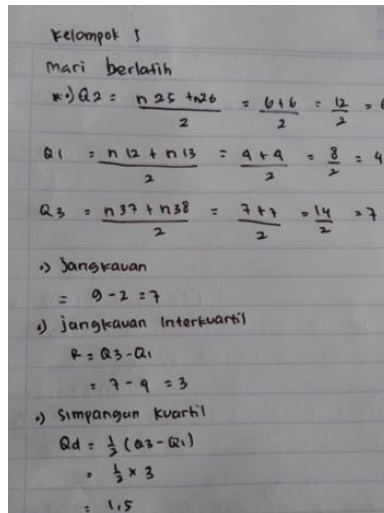 Kelompok 5
Mari berlatih
*•) Q2 = n 25 + n26 / 2 = 6+6 / 2 = 12 / 2 = 6
Q1 = n 12 + n 13 / 2 = 4 + 4 / 2 = 8 / 2 = 4
Q3 = n 37 + n 38 / 2 = 7+7 / 2 = 14 / 2 = 7
•) Jangkauan
= 9 - 2 = 7
•) jangkauan Interkuartil
R = Q3 - Q1
= 7 - 4 = 3
•) Simpangan kuartil
Qd = 1/2 (Q3 - Q1)
= 1/2 × 3
= 1,5